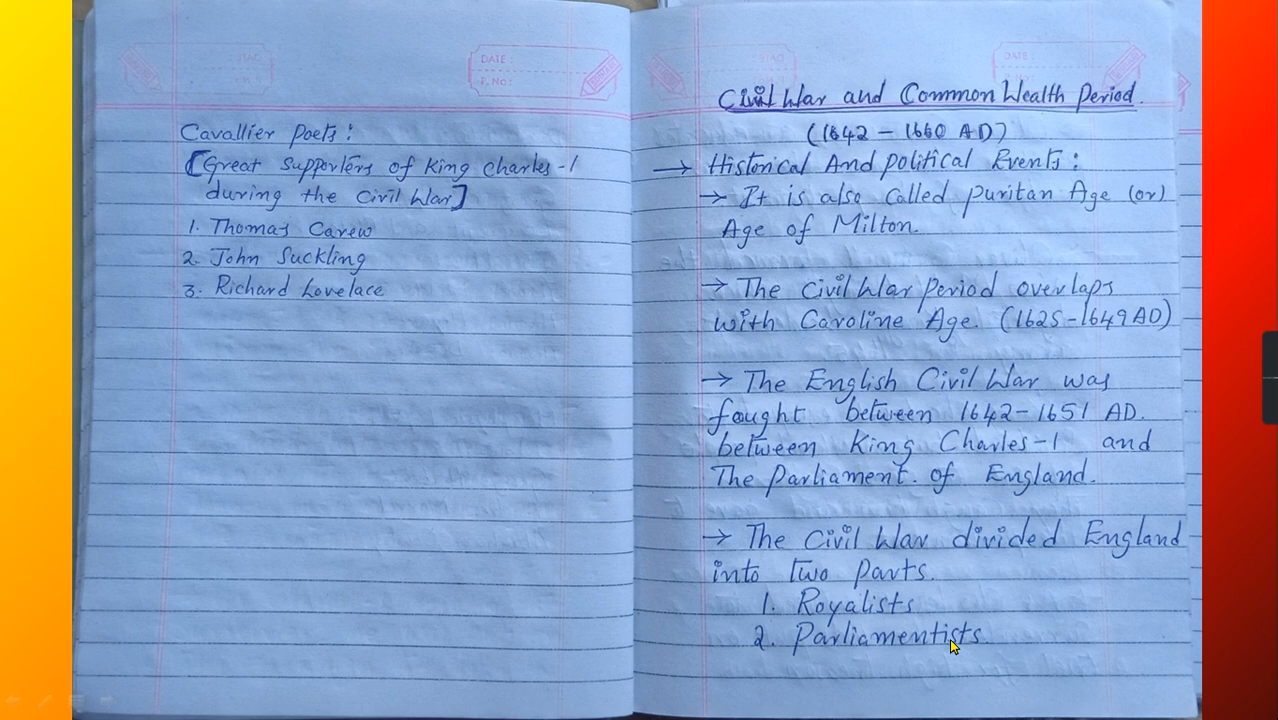 DATE :
P. No :
Cavallier Poets :
[Great Supporters of King Charles-1
during the Civil War]
1. Thomas Carew
2. John Suckling
3. Richard Lovelace
Civil War and Common Wealth Period.
(1642 - 1660 AD)
→ Historical And Political Events :
→ It is also Called Puritan Age (or)
Age of Milton.
→ The Civil War Period overlaps
with Caroline Age. (1625-1649 AD)
→ The English Civil War was
fought between 1642-1651 AD.
between King Charles-1 and
The Parliament. of England.
→ The Civil War divided England
into two parts.
1. Royalists
2. Parliamentists.